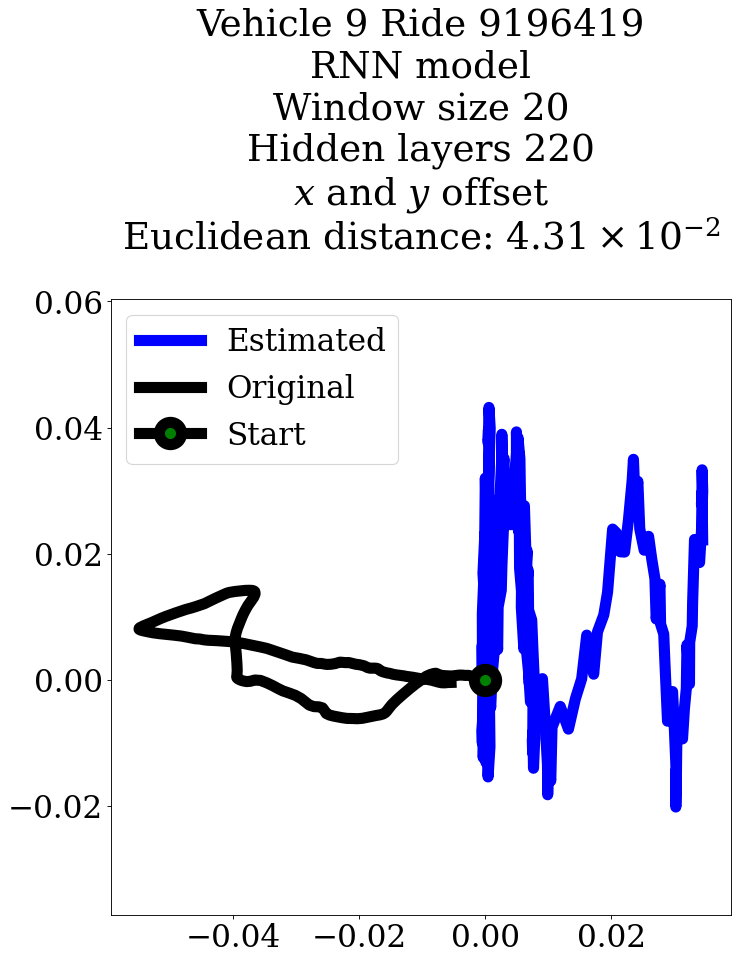 Vehicle 9 Ride 9196419
RNN model
Window size 20
Hidden layers 220
x and y offset
Euclidean distance: 4.31 × 10⁻²
0.06
0.04
0.02
0.00
−0.02
Estimated
Original
Start
−0.04 −0.02 0.00 0.02